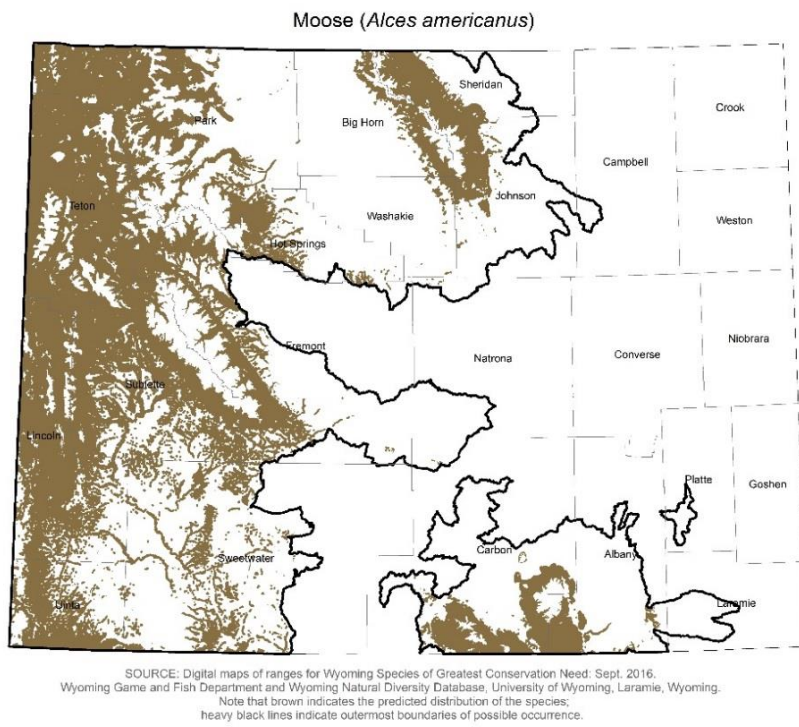 Moose (Alces americanus)
Sheridan
Crook
Park
Big Horn
Campbell
Johnson
Teton
Washakie
Weston
Hot Springs
Fremont
Natrona
Converse
Niobrara
Sublette
Lincoln
Platte
Goshen
Carbon
Albany
Sweetwater
Uinta
Laramie
SOURCE: Digital maps of ranges for Wyoming Species of Greatest Conservation Need: Sept. 2016.
Wyoming Game and Fish Department and Wyoming Natural Diversity Database, University of Wyoming, Laramie, Wyoming.
Note that brown indicates the predicted distribution of the species;
heavy black lines indicate outermost boundaries of possible occurrence.